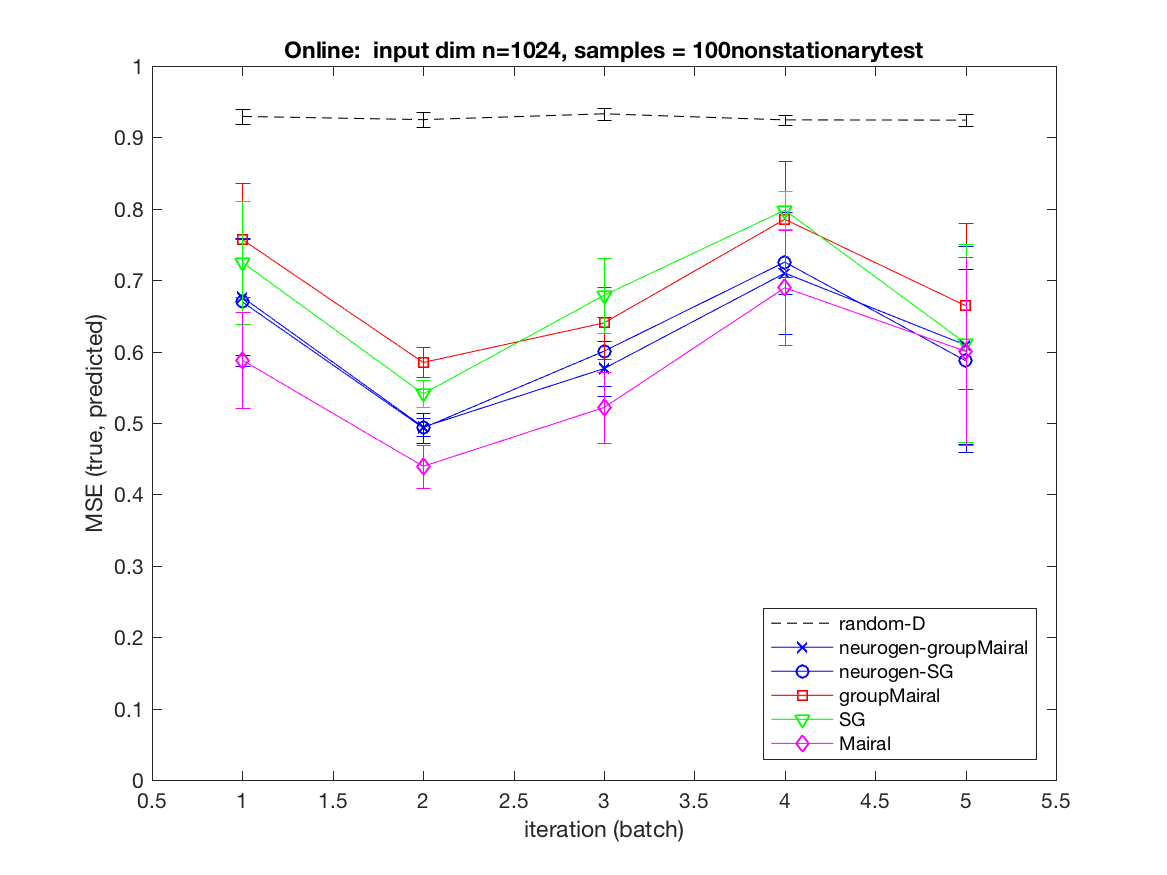 Online:  input dim n=1024, samples = 100nonstationarytest
MSE (true, predicted)
1
0.9
0.8
0.7
0.6
0.5
0.4
0.3
0.2
0.1
0
random-D
neurogen-groupMairal
neurogen-SG
groupMairal
SG
Mairal
0.5 1 1.5 2 2.5 3 3.5 4 4.5 5 5.5
iteration (batch)